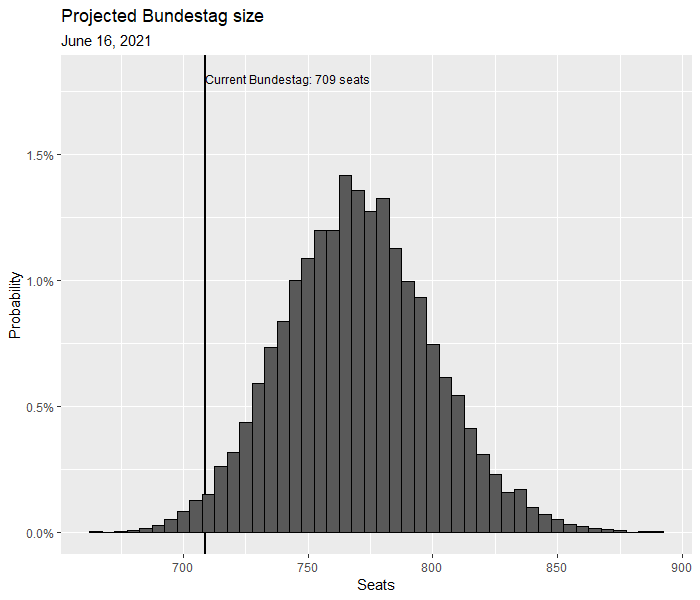 Projected Bundestag size
June 16, 2021
Current Bundestag: 709 seats
1.5%
1.0%
0.5%
0.0%
Probability
700 750 800 850 900
Seats